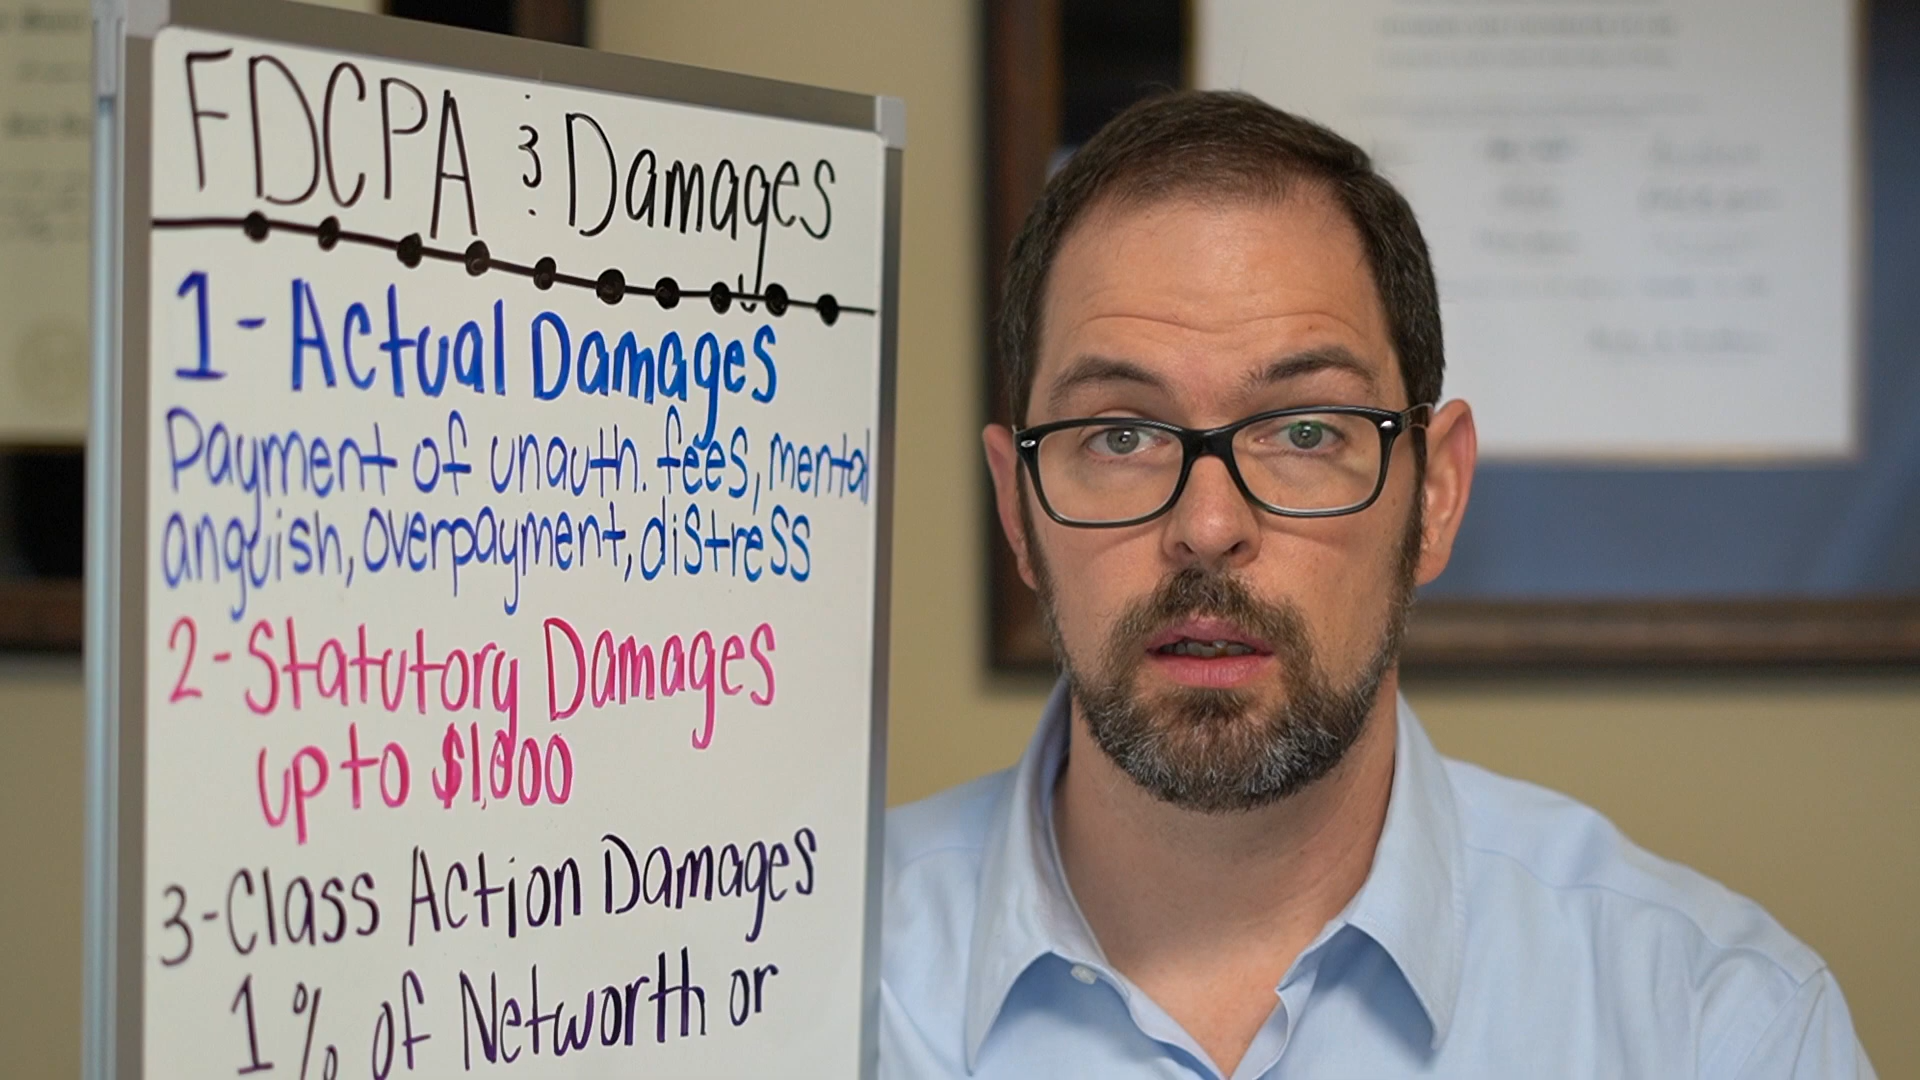 FDCPA & Damages
1-Actual Damages
Payment of unauth. fees, mental
anguish, overpayment, distress
2-Statutory Damages
up to $1,000
3-Class Action Damages
1% of Networth or